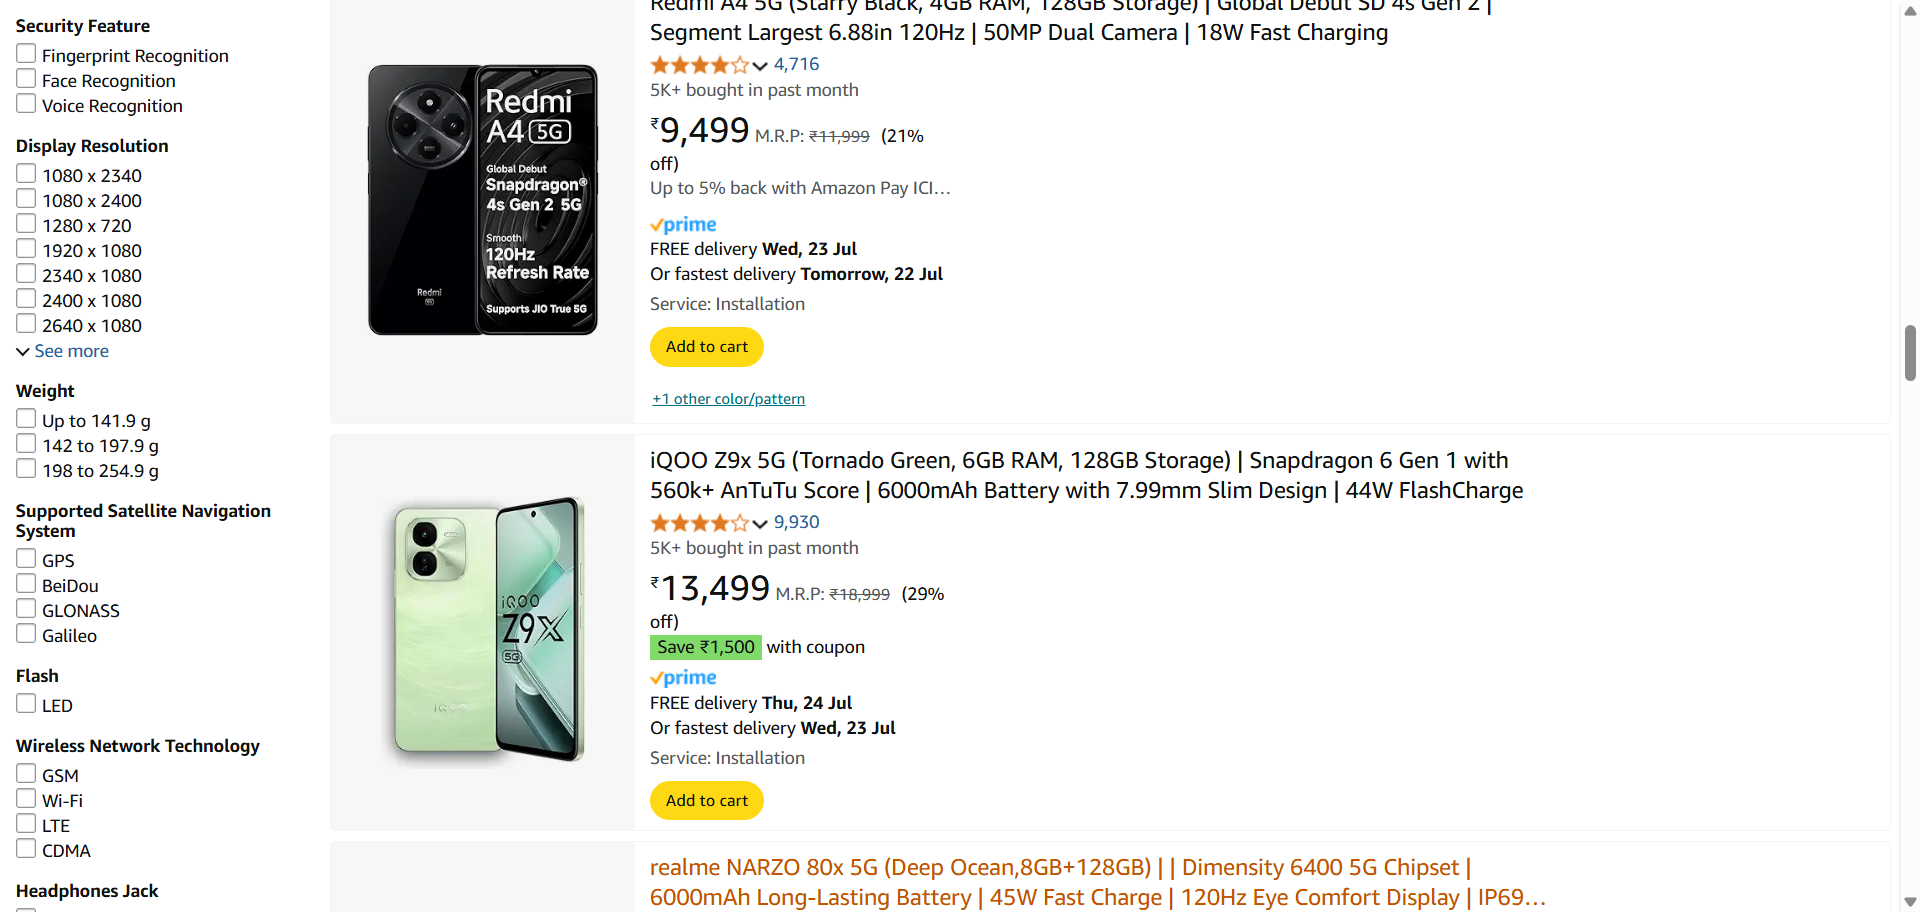 Security Feature
Fingerprint Recognition
Face Recognition
Voice Recognition
Display Resolution
1080 x 2340
1080 x 2400
1280 x 720
1920 x 1080
2340 x 1080
2400 x 1080
2640 x 1080
See more
Weight
Up to 141.9 g
142 to 197.9 g
198 to 254.9 g
Supported Satellite Navigation
System
GPS
BeiDou
GLONASS
Galileo
Flash
LED
Wireless Network Technology
GSM
Wi-Fi
LTE
CDMA
Headphones Jack
Redmi
A4 5G
Global Debut
Snapdragon®
4s Gen 2 5G
Smooth
120Hz
Refresh Rate
Supports JIO True 5G
Redmi
5G
Redmi A4 5G (Starry Black, 4GB RAM, 128GB Storage) | Global Debut SD 4s Gen 2 |
Segment Largest 6.88in 120Hz | 50MP Dual Camera | 18W Fast Charging
4,716
5K+ bought in past month
₹9,499 M.R.P: ₹11,999 (21%
off)
Up to 5% back with Amazon Pay ICI…
prime
FREE delivery Wed, 23 Jul
Or fastest delivery Tomorrow, 22 Jul
Service: Installation
Add to cart
+1 other color/pattern
iQOO
Z9X
5G
iQOO
iQOO Z9x 5G (Tornado Green, 6GB RAM, 128GB Storage) | Snapdragon 6 Gen 1 with
560k+ AnTuTu Score | 6000mAh Battery with 7.99mm Slim Design | 44W FlashCharge
9,930
5K+ bought in past month
₹13,499 M.R.P: ₹18,999 (29%
off)
Save ₹1,500 with coupon
prime
FREE delivery Thu, 24 Jul
Or fastest delivery Wed, 23 Jul
Service: Installation
Add to cart
realme NARZO 80x 5G (Deep Ocean,8GB+128GB) | | Dimensity 6400 5G Chipset |
6000mAh Long-Lasting Battery | 45W Fast Charge | 120Hz Eye Comfort Display | IP69…